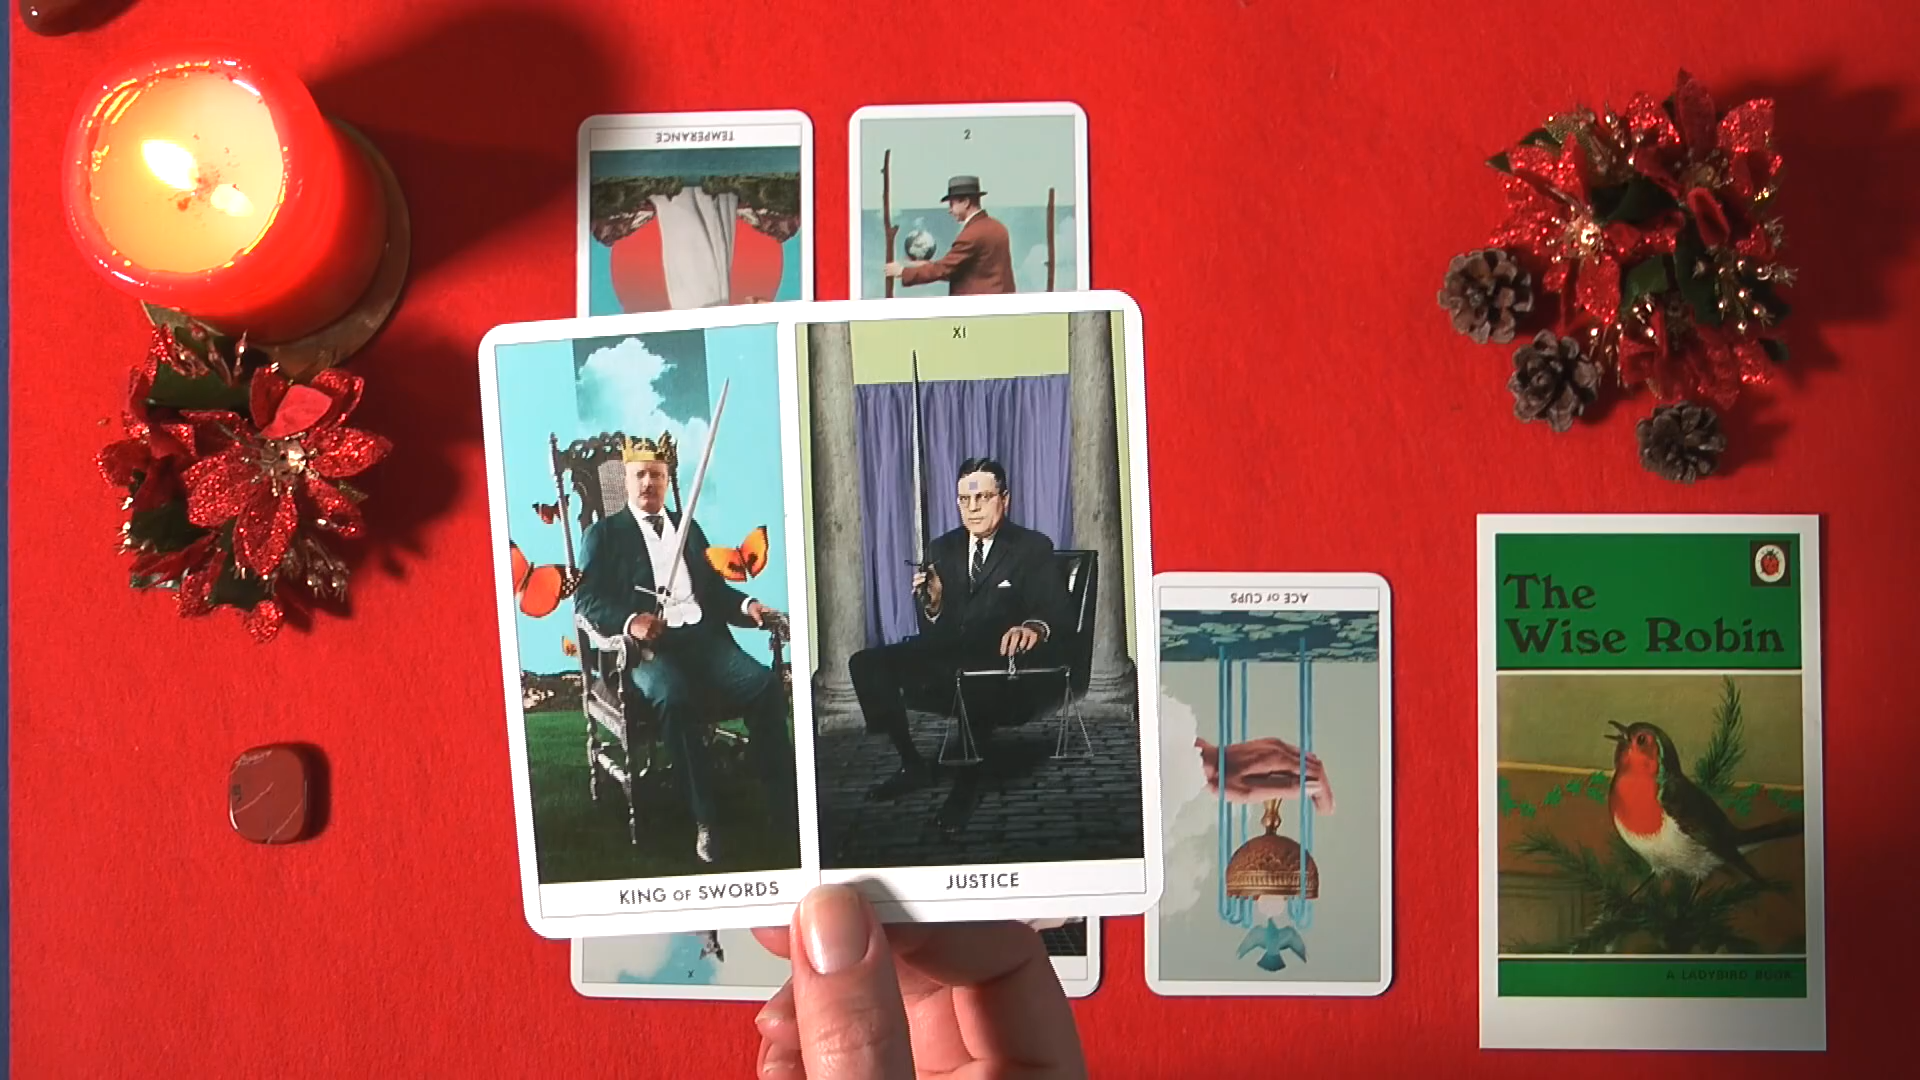 TEMPERANCE
2
XI
KING OF SWORDS
JUSTICE
X
ACE OF CUPS
The
Wise Robin
A LADYBIRD BOOK